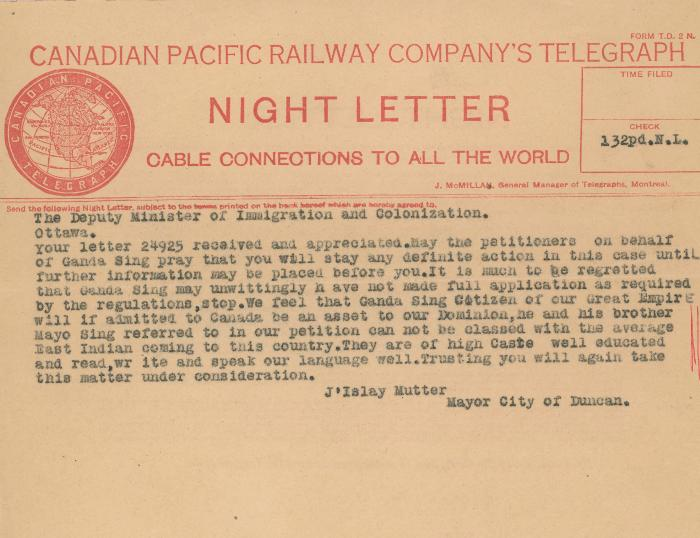 FORM T.D. 2 N.
CANADIAN PACIFIC RAILWAY COMPANY'S TELEGRAPH
TIME FILED
CANADIAN PACIFIC
TELEGRAPH
NIGHT LETTER
CHECK
132pd.N.L.
CABLE CONNECTIONS TO ALL THE WORLD
J. McMILLAN, General Manager of Telegraphs, Montreal.
Send the following Night Letter, subject to the terms printed on the back hereof which are hereby agreed to.
The Deputy Minister of Immigration and Colonization.
Ottawa.
Your letter 24925 received and appreciated.May the petitioners on behalf
of Ganda Sing pray that you will stay any definite action in this case until
further information may be placed before you.It is much to be regretted
that Ganda Sing may unwittingly h ave not made full application as required
by the regulations,stop.We feel that Ganda Sing Citizen of our Great Empire
will if admitted to Canada be an asset to our Dominion,he and his brother
Mayo Sing referred to in our petition can not be classed with the average
East Indian coming to this country.They are of high Caste well educated
and read,wr ite and speak our language well.Trusting you will again take
this matter under consideration.
J'Islay Mutter
Mayor City of Duncan.